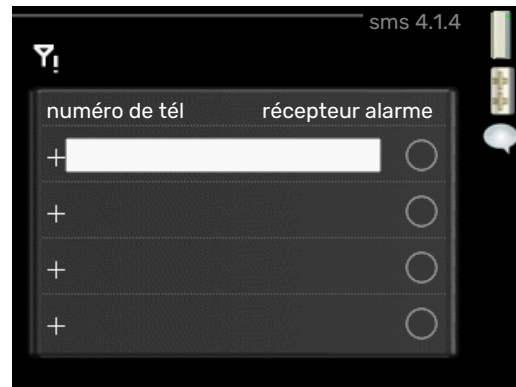 sms 4.1.4
numéro de tél récepteur alarme
+
+
+
+